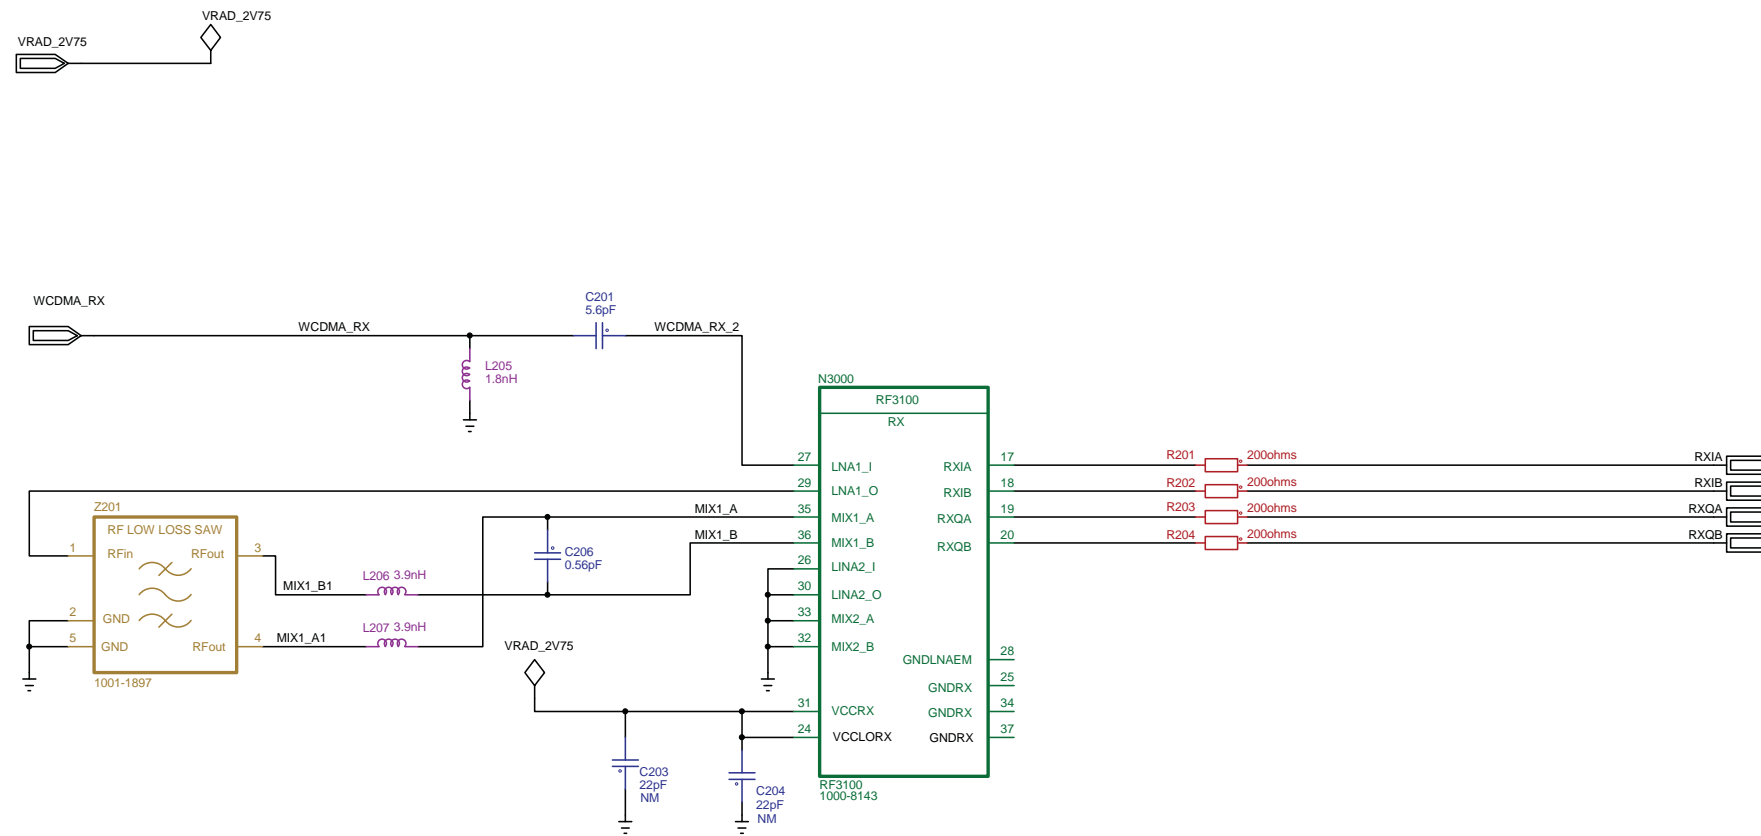 VRAD_2V75
VRAD_2V75
WCDMA_RX
WCDMA_RX
C201
5.6pF
WCDMA_RX_2
L205
1.8nH
N3000
RF3100
RX
27 LNA1_I
29 LNA1_O
35 MIX1_A
36 MIX1_B
26 LINA2_I
30 LINA2_O
33 MIX2_A
32 MIX2_B
31 VCCRX
24 VCCLORX
RXIA 17
RXIB 18
RXQA 19
RXQB 20
GNDLNAEM 28
GNDRX 25
GNDRX 34
GNDRX 37
RF3100
1000-8143
R201 200ohms RXIA
R202 200ohms RXIB
R203 200ohms RXQA
R204 200ohms RXQB
Z201
RF LOW LOSS SAW
1 RFin RFout 3
2 GND
5 GND RFout 4
1001-1897
MIX1_B1
L206 3.9nH
MIX1_A1
L207 3.9nH
MIX1_A
MIX1_B
C206
0.56pF
VRAD_2V75
C203
22pF
NM
C204
22pF
NM